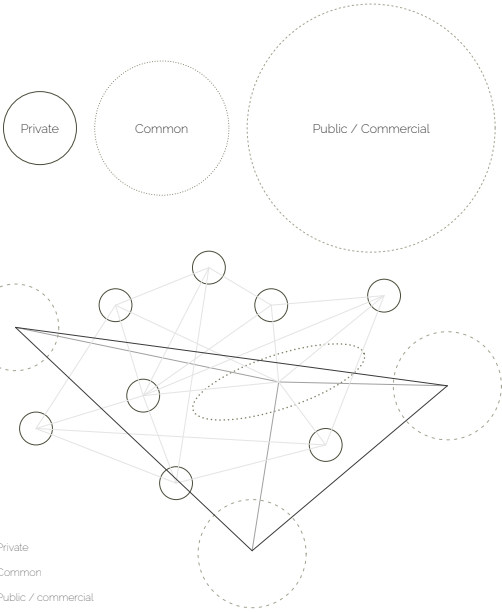 Private
Common
Public / Commercial
Private
Common
Public / commercial